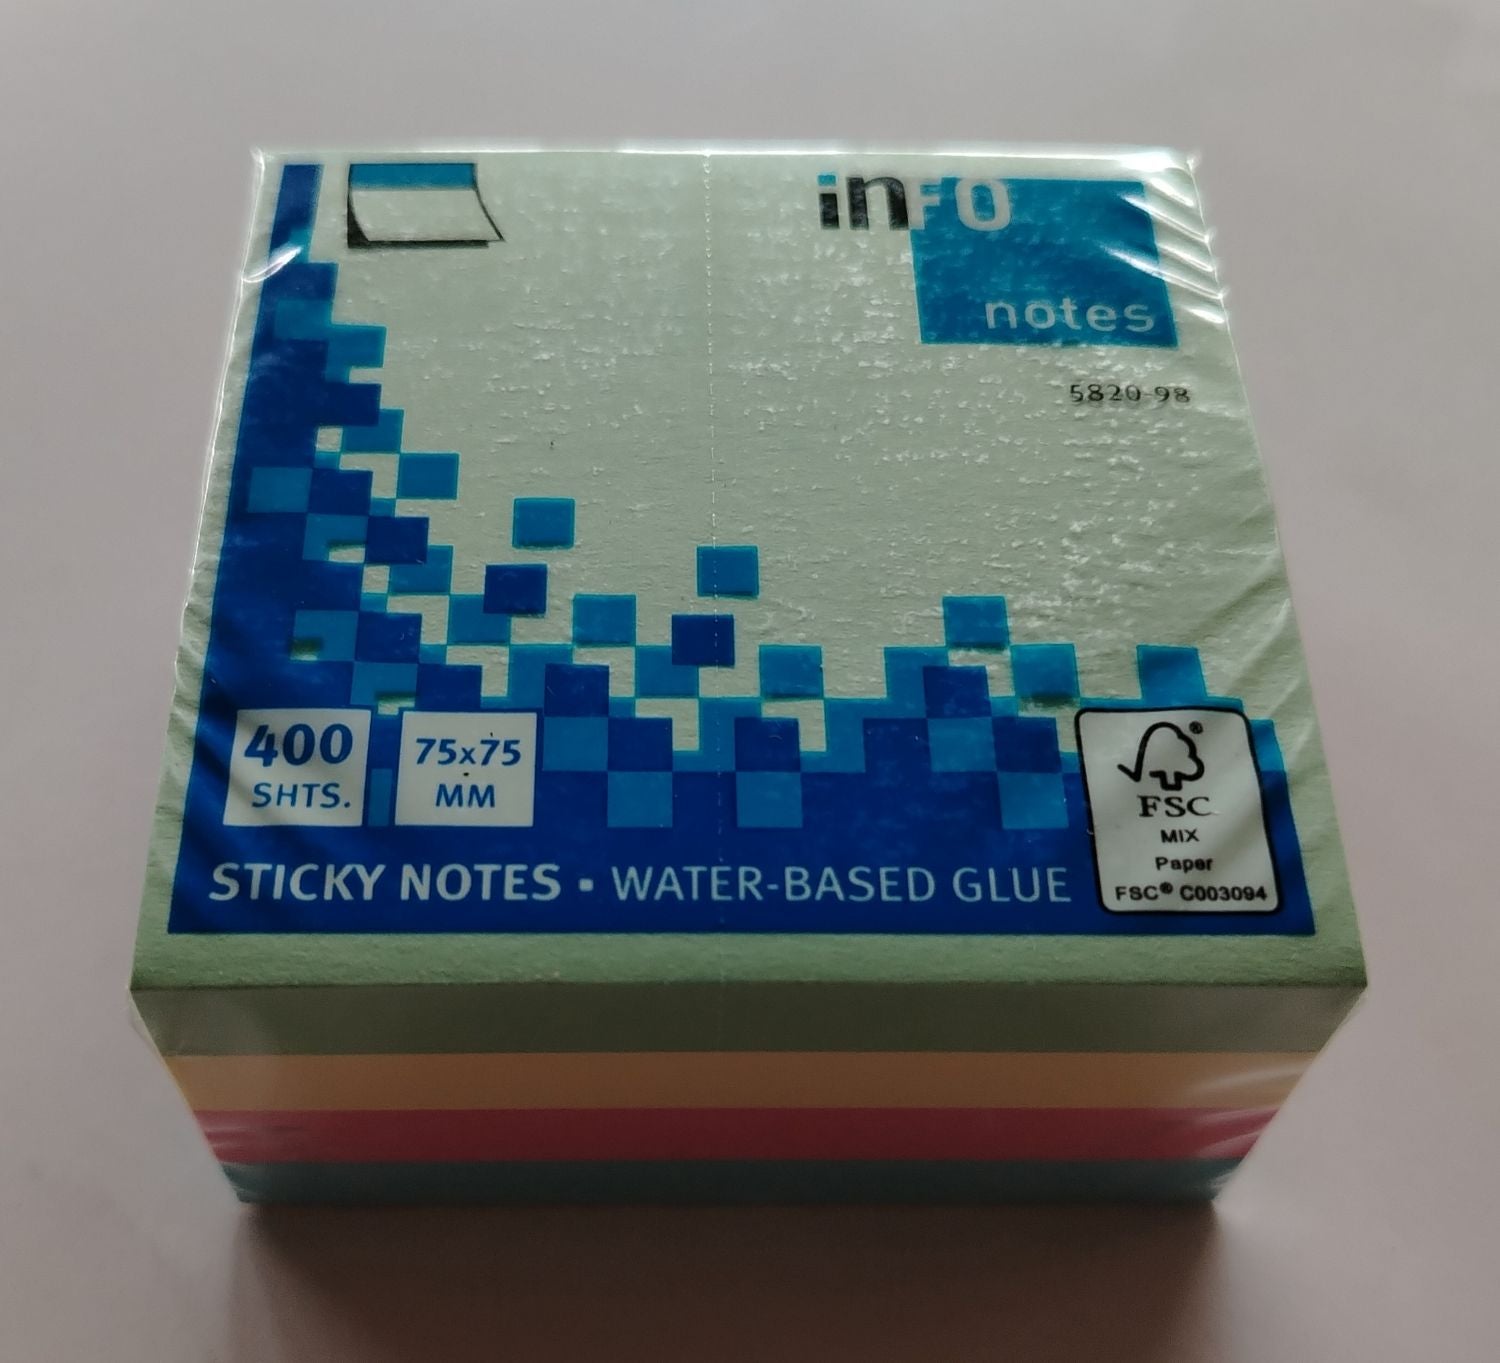 inFO
notes
5820-98
400
SHTS.
75x75
MM
STICKY NOTES ▪ WATER-BASED GLUE
®
FSC
MIX
Paper
FSC® C003094